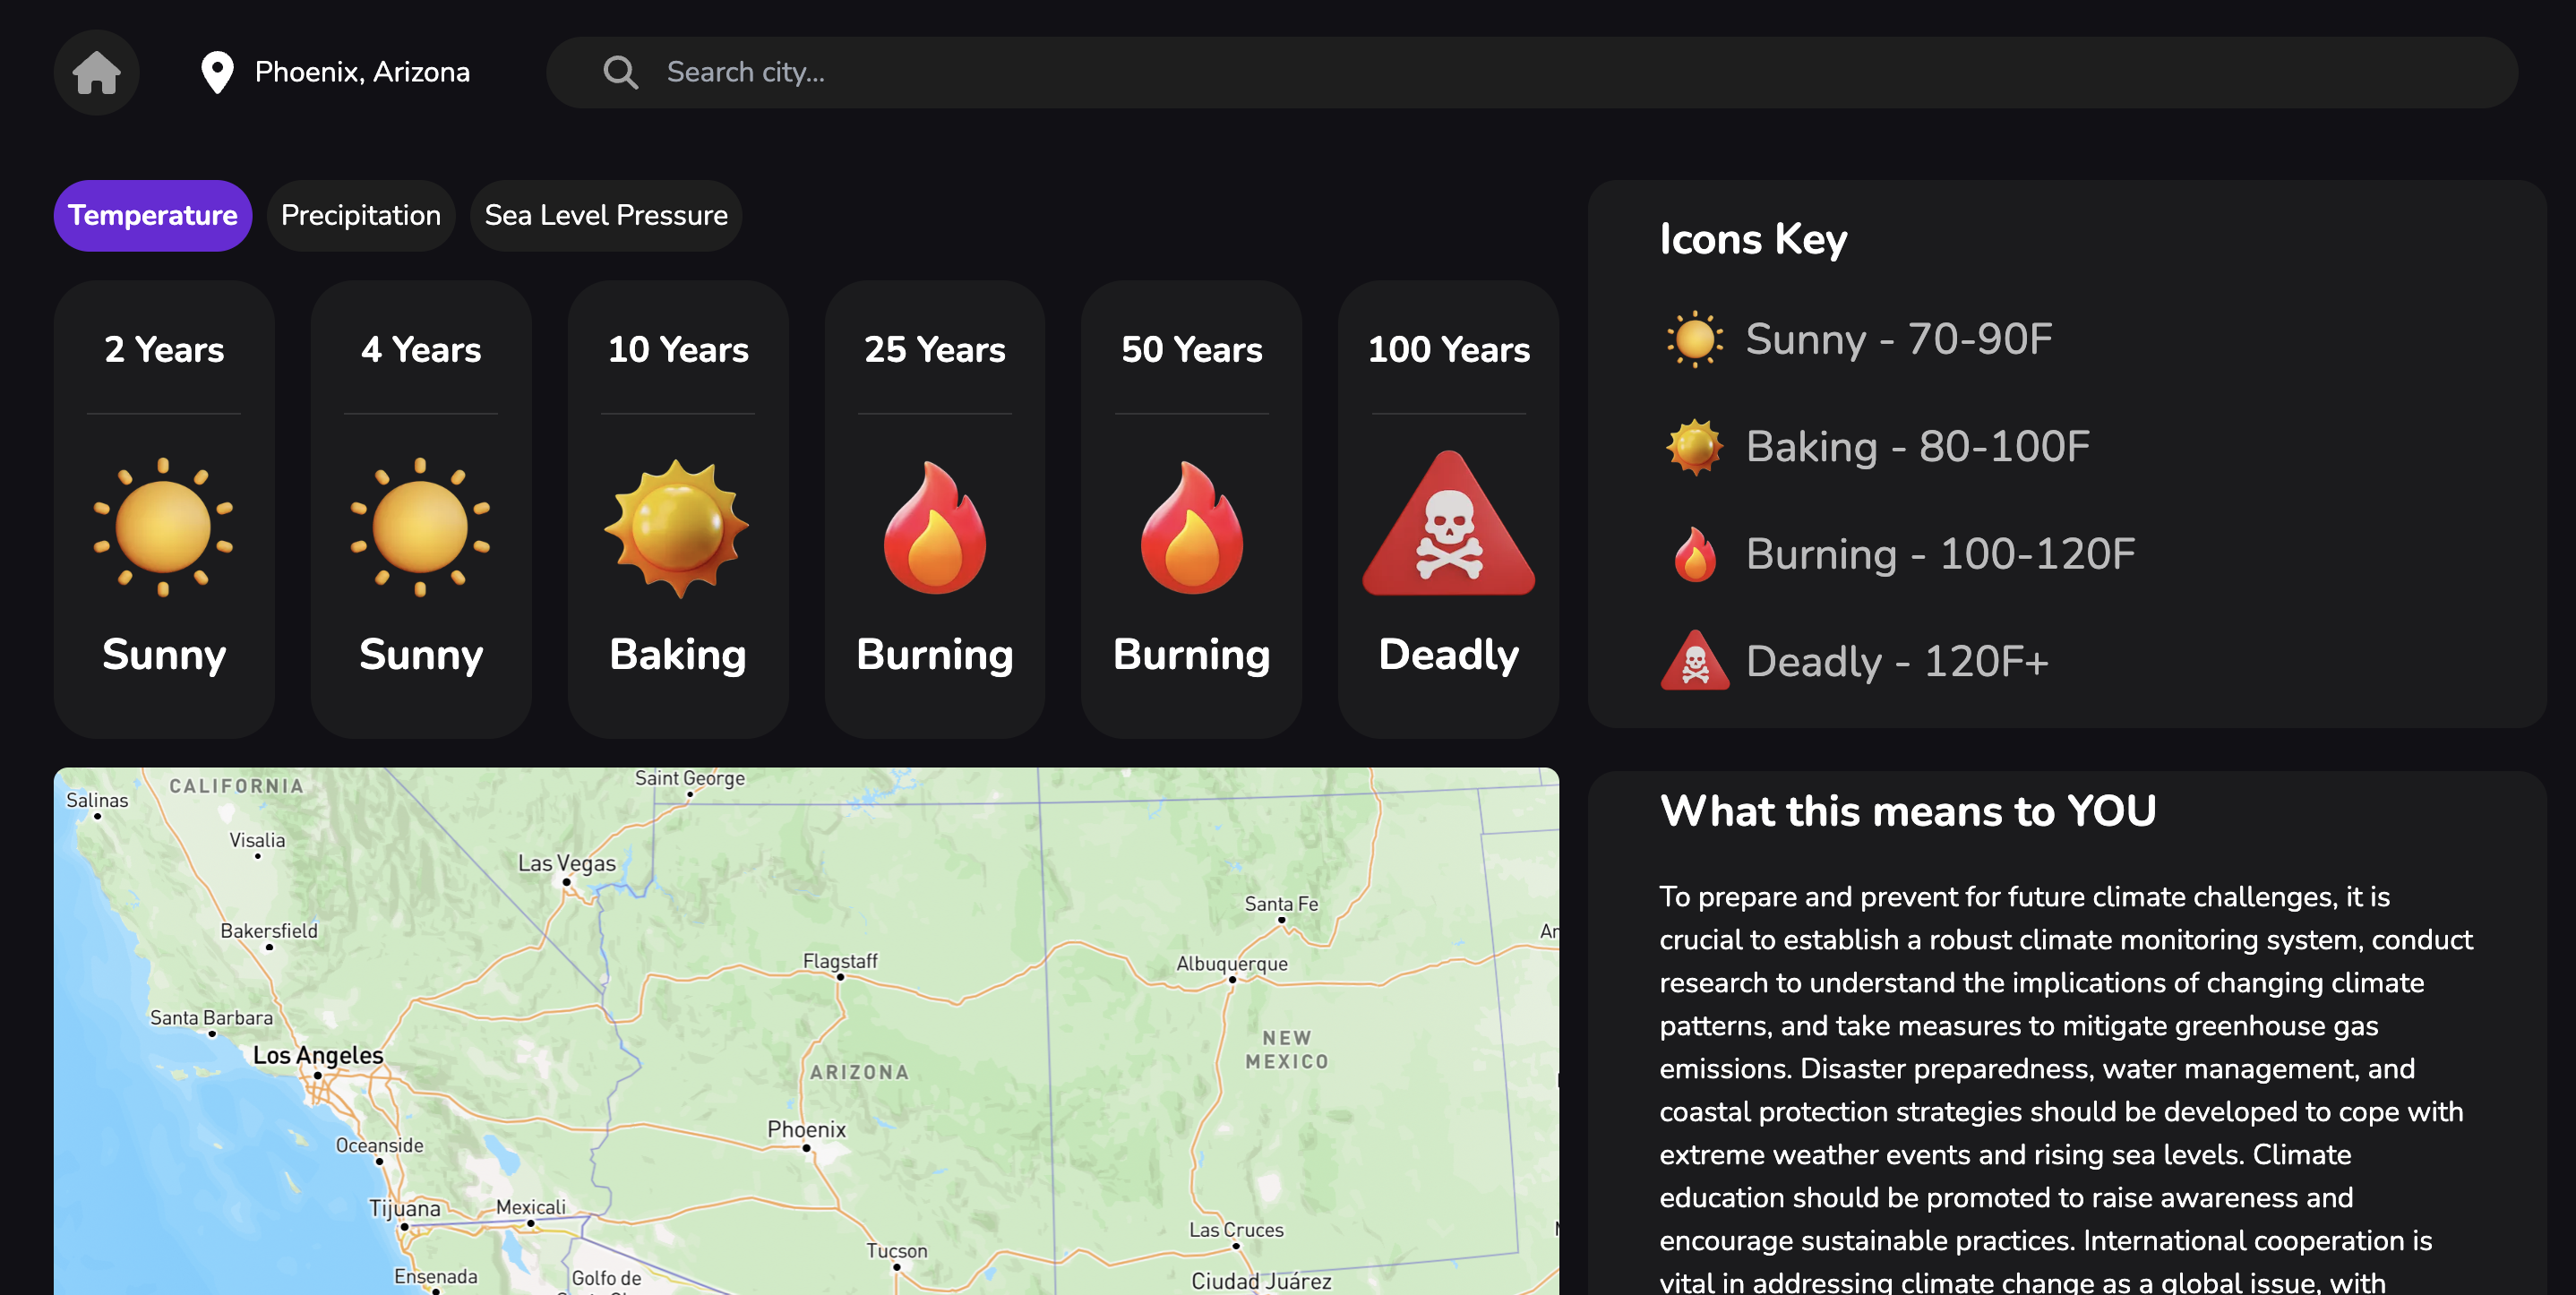 Phoenix, Arizona
Search city...
Temperature
Precipitation
Sea Level Pressure
2 Years
Sunny
4 Years
Sunny
10 Years
Baking
25 Years
Burning
50 Years
Burning
100 Years
Deadly
Icons Key
Sunny - 70-90F
Baking - 80-100F
Burning - 100-120F
Deadly - 120F+
CALIFORNIA
Saint George
Salinas
Visalia
Las Vegas
Santa Fe
Bakersfield
Flagstaff
Albuquerque
Santa Barbara
Los Angeles
NEW
MEXICO
ARIZONA
Phoenix
Oceanside
Tijuana
Mexicali
Las Cruces
Tucson
Ensenada
Golfo de
Ciudad Juárez
What this means to YOU
To prepare and prevent for future climate challenges, it is
crucial to establish a robust climate monitoring system, conduct
research to understand the implications of changing climate
patterns, and take measures to mitigate greenhouse gas
emissions. Disaster preparedness, water management, and
coastal protection strategies should be developed to cope with
extreme weather events and rising sea levels. Climate
education should be promoted to raise awareness and
encourage sustainable practices. International cooperation is
vital in addressing climate change as a global issue, with